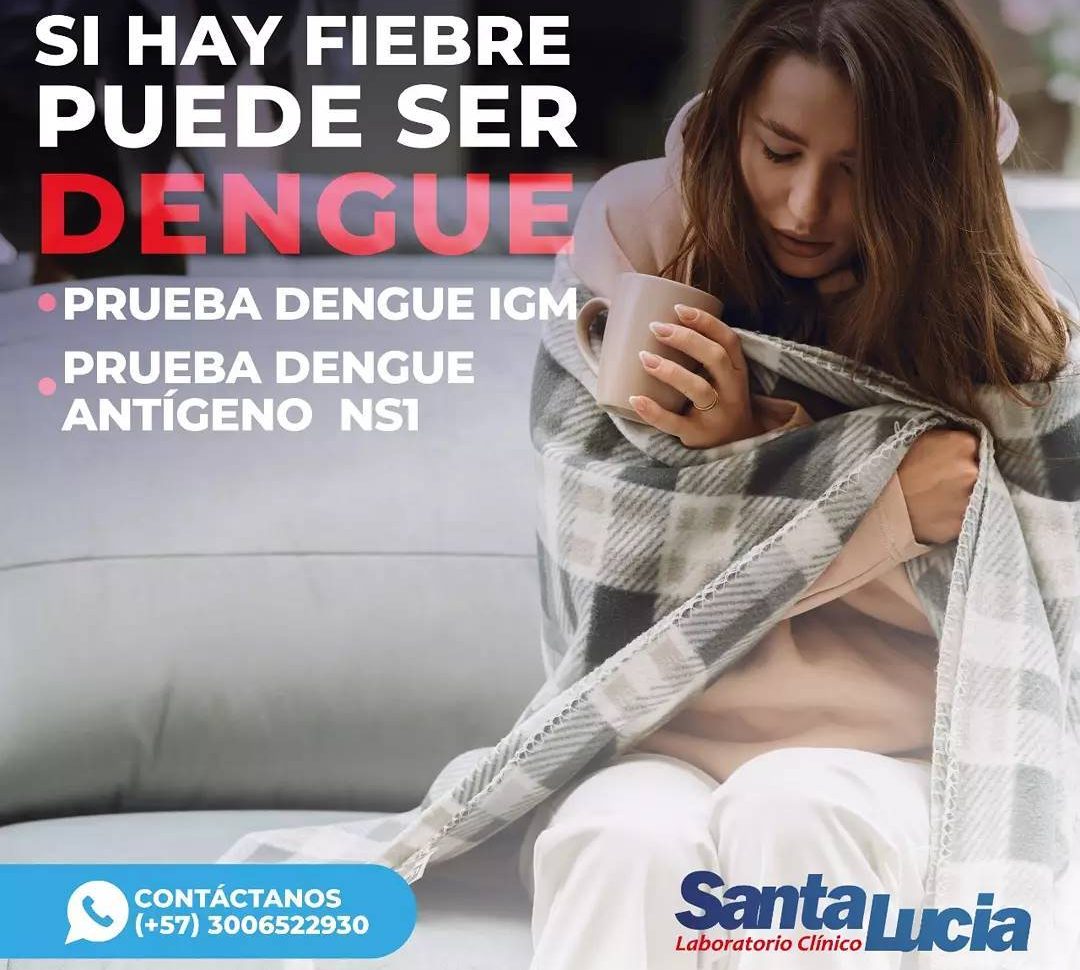 SI HAY FIEBRE
PUEDE SER
DENGUE
• PRUEBA DENGUE IGM
• PRUEBA DENGUE
ANTÍGENO NS1
CONTÁCTANOS
(+57) 3006522930
Santa Lucia
Laboratorio Clínico